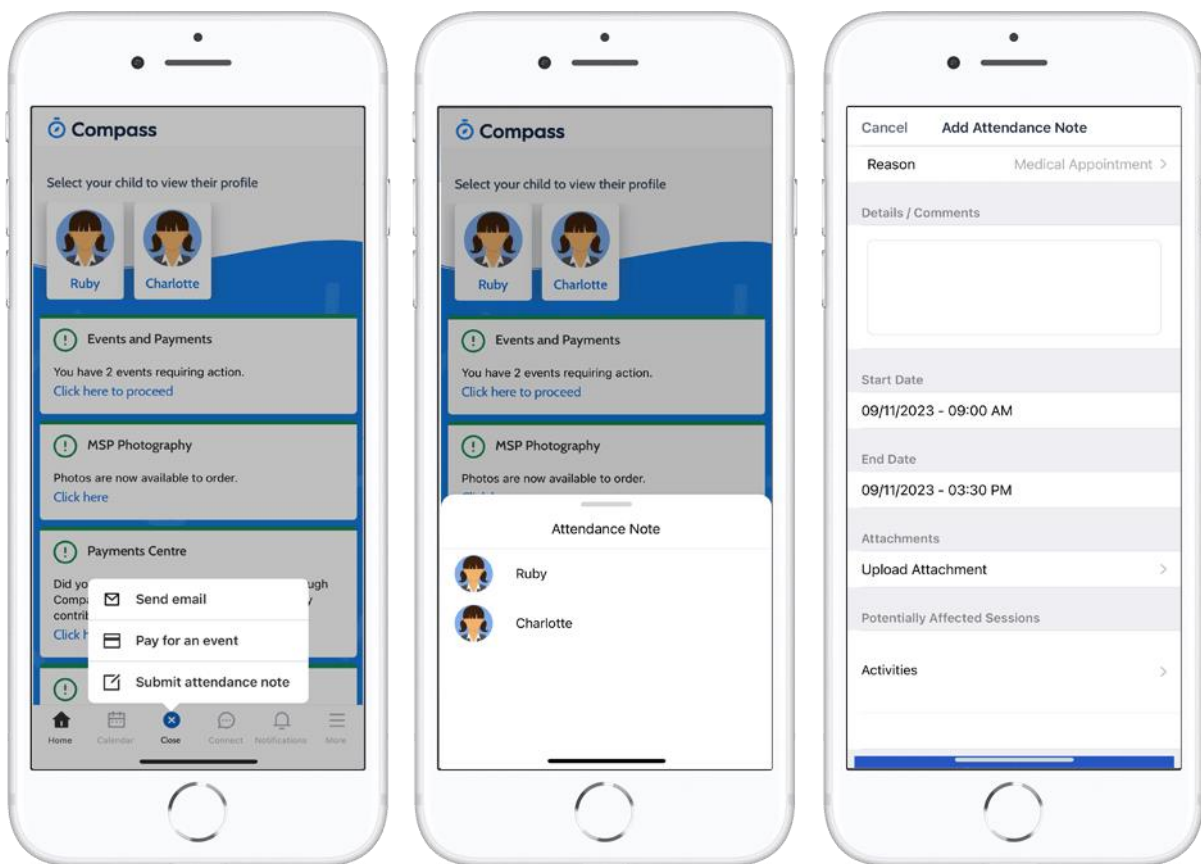 Compass
Select your child to view their profile
Ruby
Charlotte
Events and Payments
You have 2 events requiring action.
Click here to proceed
MSP Photography
Photos are now available to order.
Click here
Payments Centre
Did yo
ugh
Compa
y
contrib
Click h
Send email
Pay for an event
Submit attendance note
Home
Calendar
Close
Connect
Notifications
More
Compass
Select your child to view their profile
Ruby
Charlotte
Events and Payments
You have 2 events requiring action.
Click here to proceed
MSP Photography
Photos are now available to order.
Attendance Note
Ruby
Charlotte
Cancel Add Attendance Note
Reason Medical Appointment >
Details / Comments
Start Date
09/11/2023 - 09:00 AM
End Date
09/11/2023 - 03:30 PM
Attachments
Upload Attachment >
Potentially Affected Sessions
Activities >